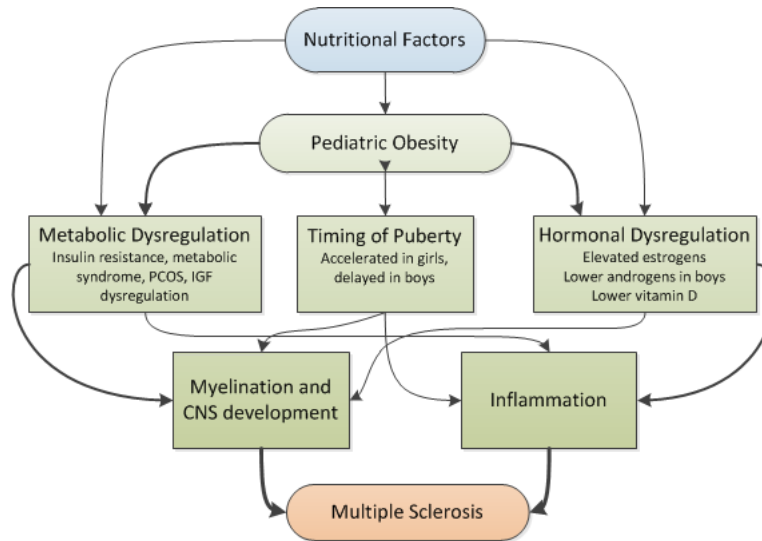 Nutritional Factors
Pediatric Obesity
Metabolic Dysregulation
Insulin resistance, metabolic
syndrome, PCOS, IGF
dysregulation
Timing of Puberty
Accelerated in girls,
delayed in boys
Hormonal Dysregulation
Elevated estrogens
Lower androgens in boys
Lower vitamin D
Myelination and
CNS development
Inflammation
Multiple Sclerosis